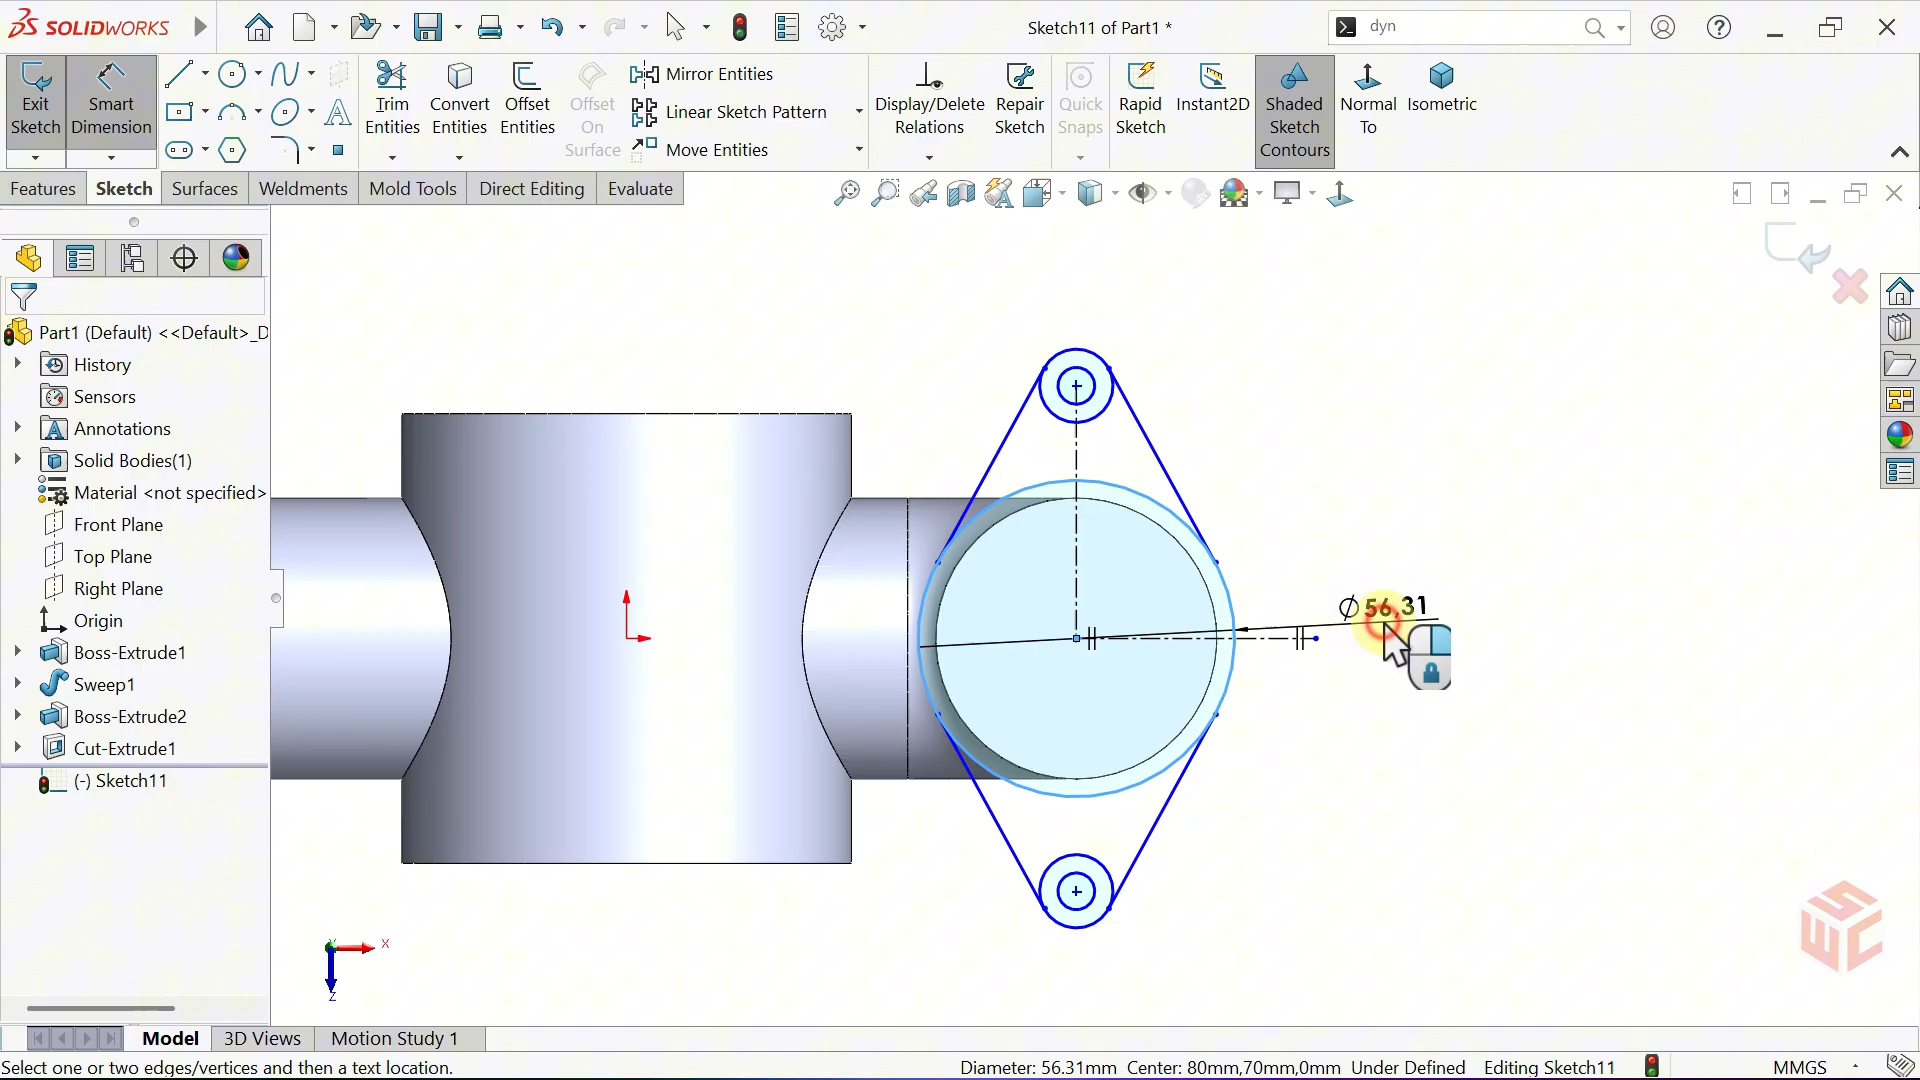 SOLIDWORKS
Sketch11 of Part1 *
dyn
Exit Sketch
Smart Dimension
Trim Entities
Convert Entities
Offset Entities
Offset On Surface
Mirror Entities
Linear Sketch Pattern
Move Entities
Display/Delete Relations
Repair Sketch
Quick Snaps
Rapid Sketch
Instant2D
Shaded Sketch Contours
Normal To
Isometric
Features
Sketch
Surfaces
Weldments
Mold Tools
Direct Editing
Evaluate
Part1 (Default) <<Default>_D
History
Sensors
Annotations
Solid Bodies(1)
Material <not specified>
Front Plane
Top Plane
Right Plane
Origin
Boss-Extrude1
Sweep1
Boss-Extrude2
Cut-Extrude1
(-) Sketch11
∅56,31
X
Y
Z
SWC
Model
3D Views
Motion Study 1
Select one or two edges/vertices and then a text location.
Diameter: 56.31mm Center: 80mm,70mm,0mm Under Defined Editing Sketch11 MMGS